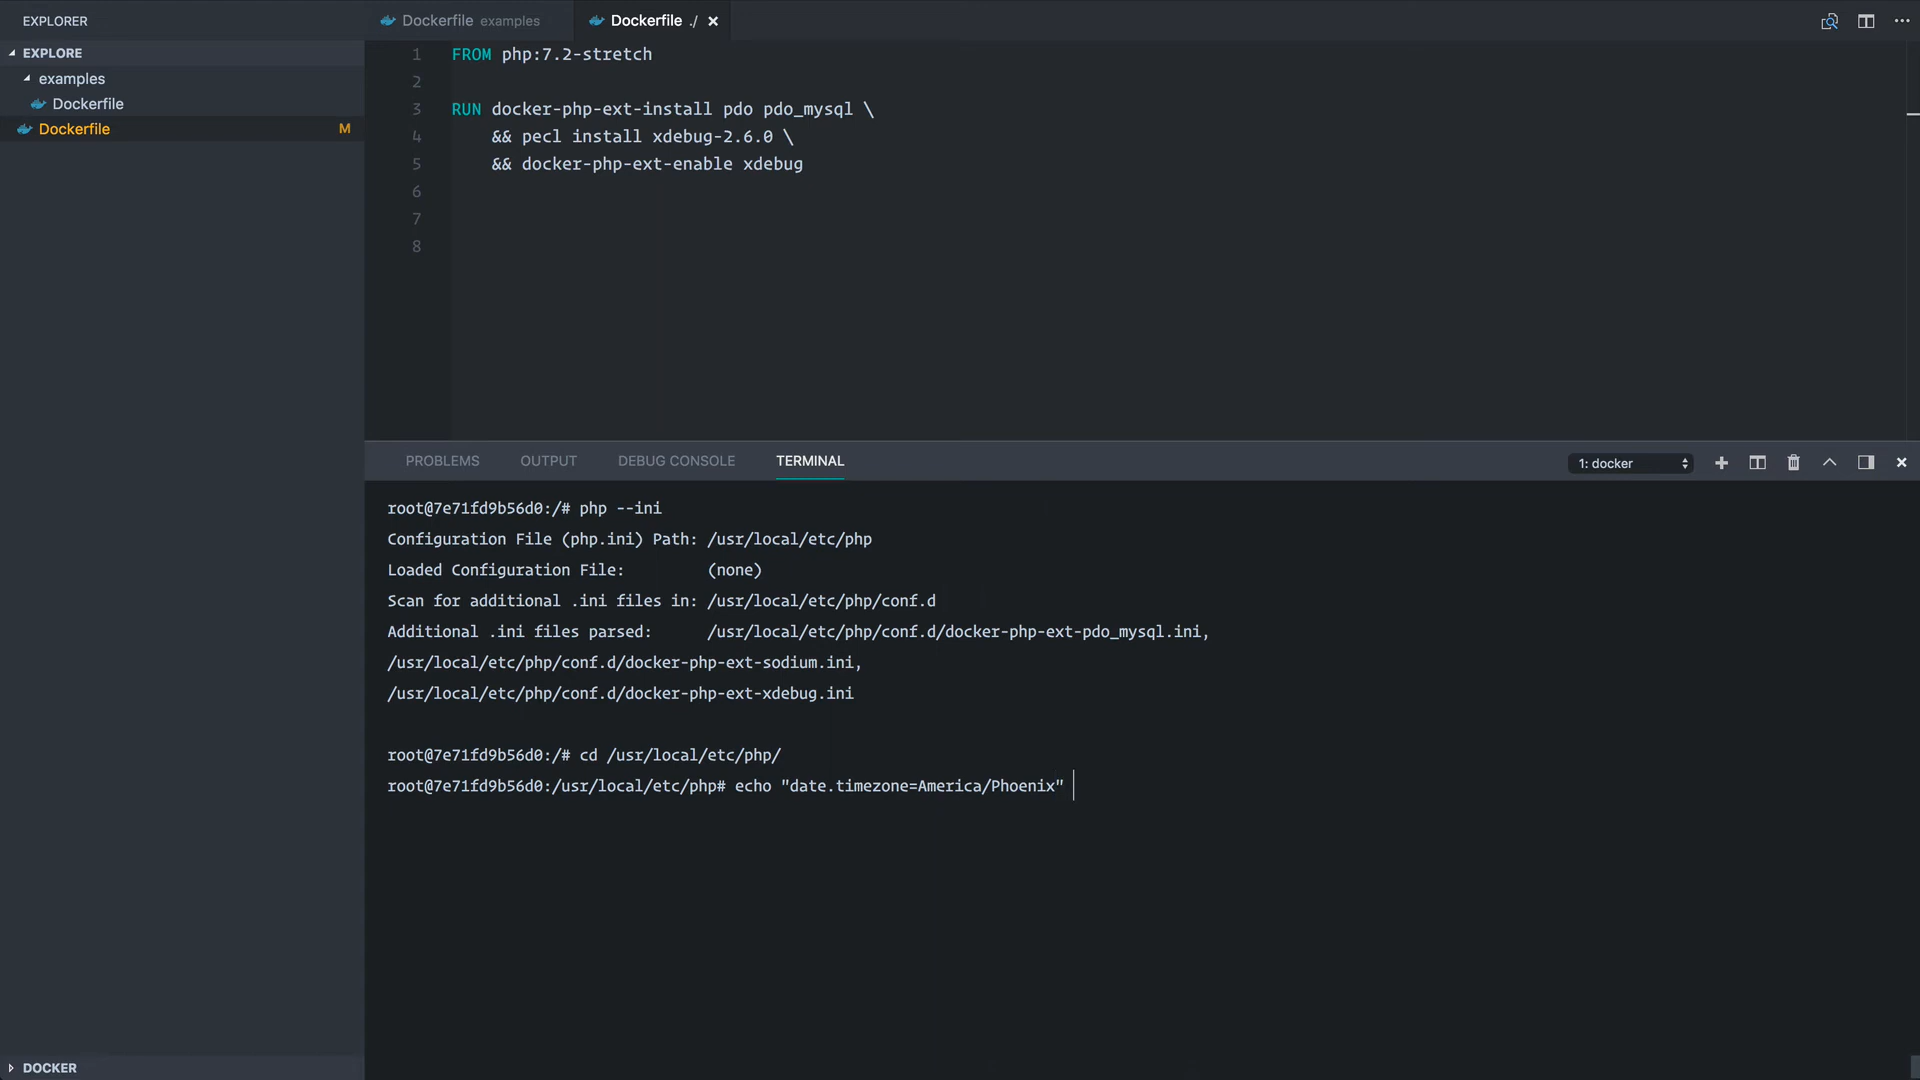 EXPLORER
Dockerfile examples
Dockerfile ./
EXPLORE
examples
Dockerfile
Dockerfile M
1 FROM php:7.2-stretch
2
3 RUN docker-php-ext-install pdo pdo_mysql \
4 && pecl install xdebug-2.6.0 \
5 && docker-php-ext-enable xdebug
6
7
8
PROBLEMS OUTPUT DEBUG CONSOLE TERMINAL 1: docker
root@7e71fd9b56d0:/# php --ini
Configuration File (php.ini) Path: /usr/local/etc/php
Loaded Configuration File: (none)
Scan for additional .ini files in: /usr/local/etc/php/conf.d
Additional .ini files parsed: /usr/local/etc/php/conf.d/docker-php-ext-pdo_mysql.ini,
/usr/local/etc/php/conf.d/docker-php-ext-sodium.ini,
/usr/local/etc/php/conf.d/docker-php-ext-xdebug.ini
root@7e71fd9b56d0:/# cd /usr/local/etc/php/
root@7e71fd9b56d0:/usr/local/etc/php# echo "date.timezone=America/Phoenix"
DOCKER